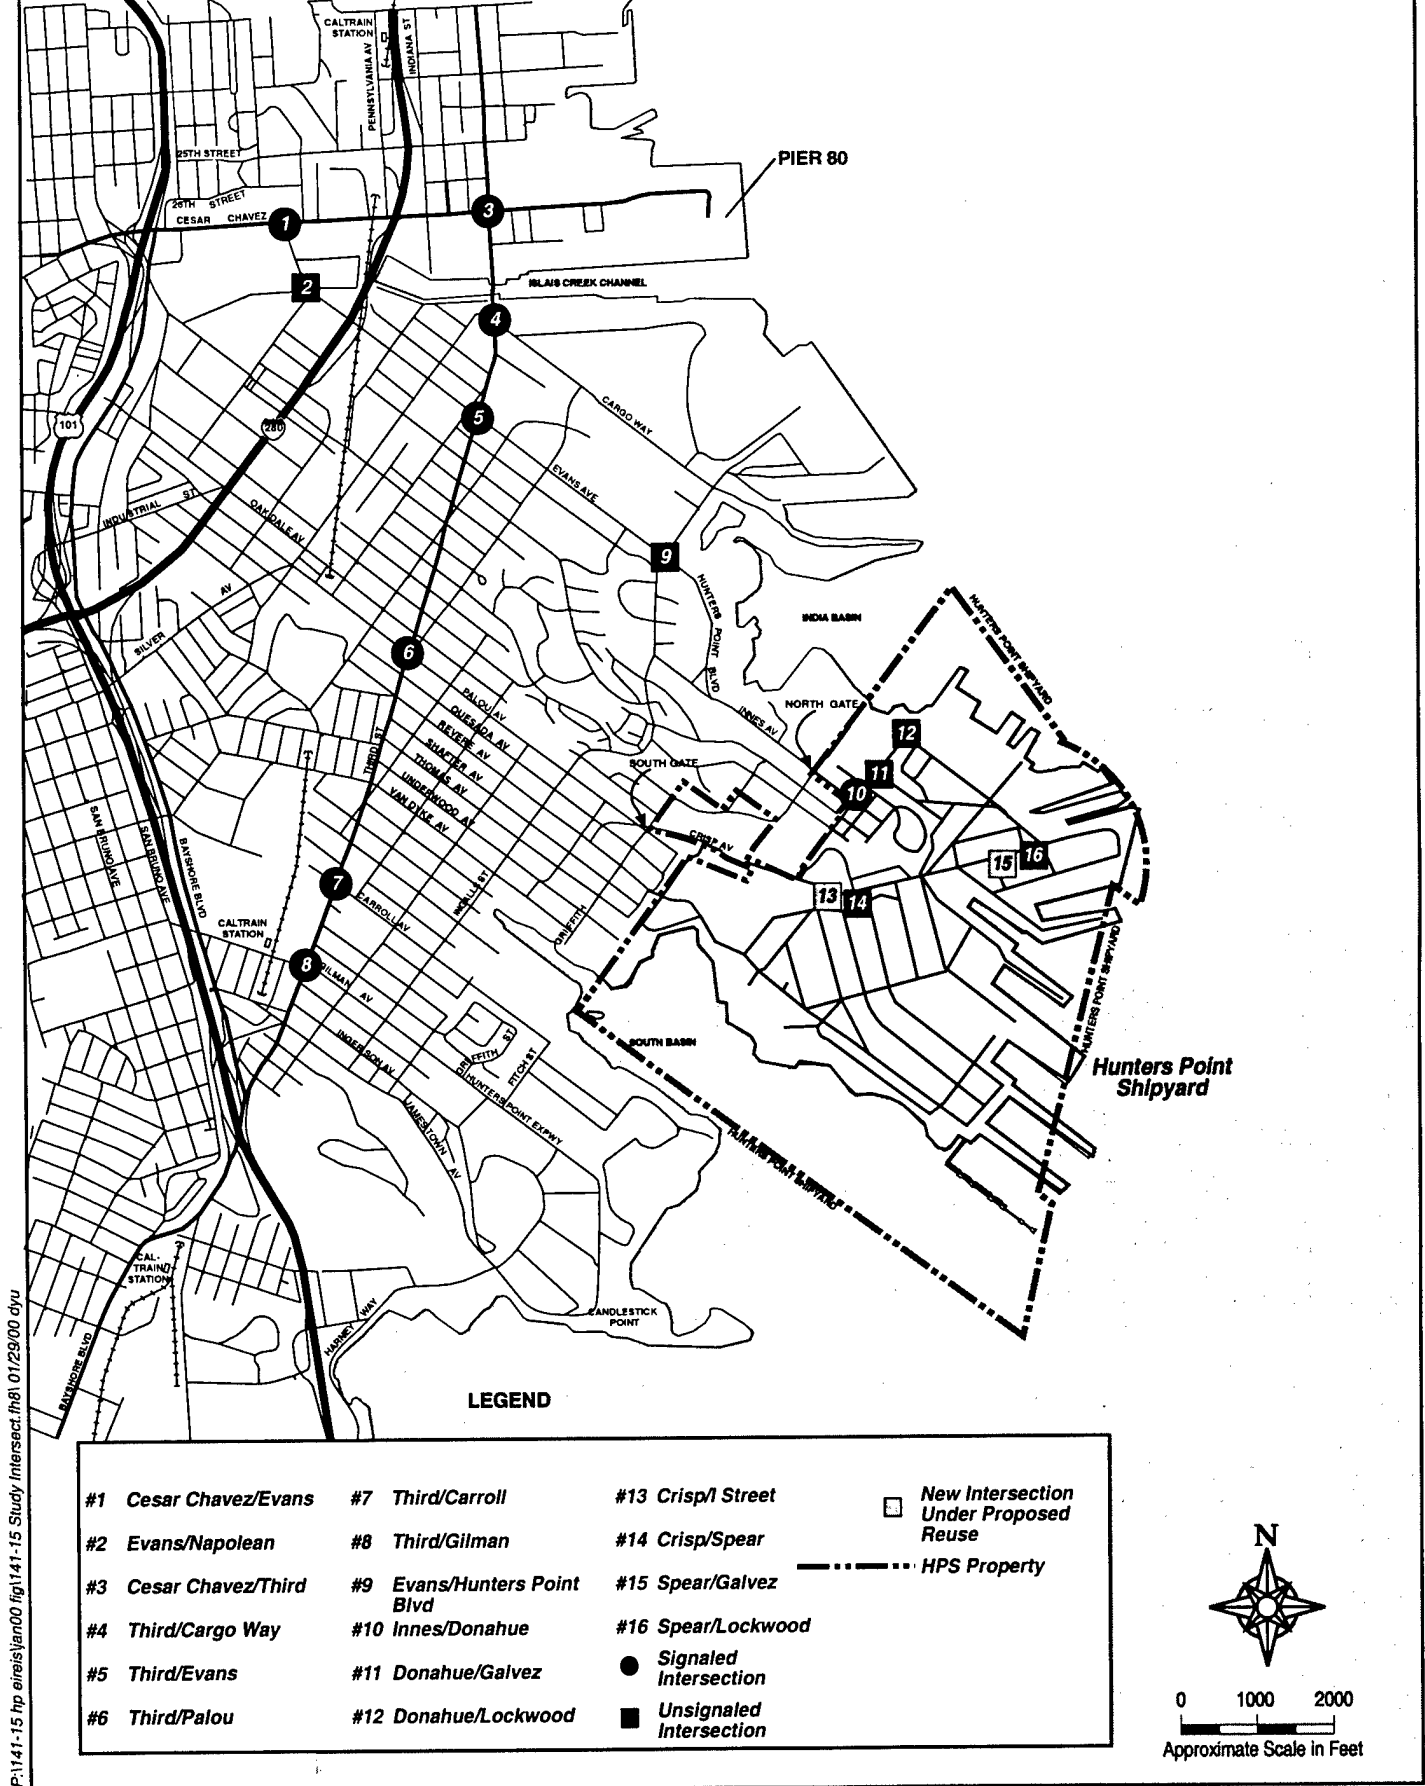 CALTRAIN
STATION
PENNSYLVANIA AV
INDIANA ST
25TH STREET
26TH STREET
CESAR CHAVEZ
PIER 80
1
3
2
ISLAIS CREEK CHANNEL
4
101
280
5
CARGO WAY
EVANS AVE
INDUSTRIAL ST
OAKDALE AV
9
HUNTERS POINT BLVD
INDIA BASIN
HUNTERS POINT SHIPYARD
SILVER AV
6
PALOU AV
QUESADA AV
REVERE AV
SHAFTER AV
THOMAS AV
UNDERWOOD AV
VAN DYKE AV
THIRD ST
INNES AV
NORTH GATE
SOUTH GATE
12
11
10
CRISP AV
15
16
13
14
SAN BRUNO AVE
SAN BRUNO AVE
BAYSHORE BLVD
7
CARROLL AV
INGALLS ST
GRIFFITH
CALTRAIN
STATION
8
GILMAN AV
INGERSON AV
GRIFFITH ST
FITCH ST
HUNTERS POINT EXPWY
JAMESTOWN AV
SOUTH BASIN
HUNTERS POINT SHIPYARD
HUNTERS POINT SHIPYARD
Hunters Point
Shipyard
CAL-
TRAIN
STATION
BAYSHORE BLVD
HARNEY WAY
CANDLESTICK
POINT
LEGEND
#1 Cesar Chavez/Evans
#2 Evans/Napolean
#3 Cesar Chavez/Third
#4 Third/Cargo Way
#5 Third/Evans
#6 Third/Palou
#7 Third/Carroll
#8 Third/Gilman
#9 Evans/Hunters Point
Blvd
#10 Innes/Donahue
#11 Donahue/Galvez
#12 Donahue/Lockwood
#13 Crisp/I Street
#14 Crisp/Spear
#15 Spear/Galvez
#16 Spear/Lockwood
Signaled
Intersection
Unsignaled
Intersection
New Intersection
Under Proposed
Reuse
HPS Property
N
0 1000 2000
Approximate Scale in Feet
P:\141-15 hp eireis\jan00 fig\141-15 Study Intersect.fh8\ 01/29/00 dyu